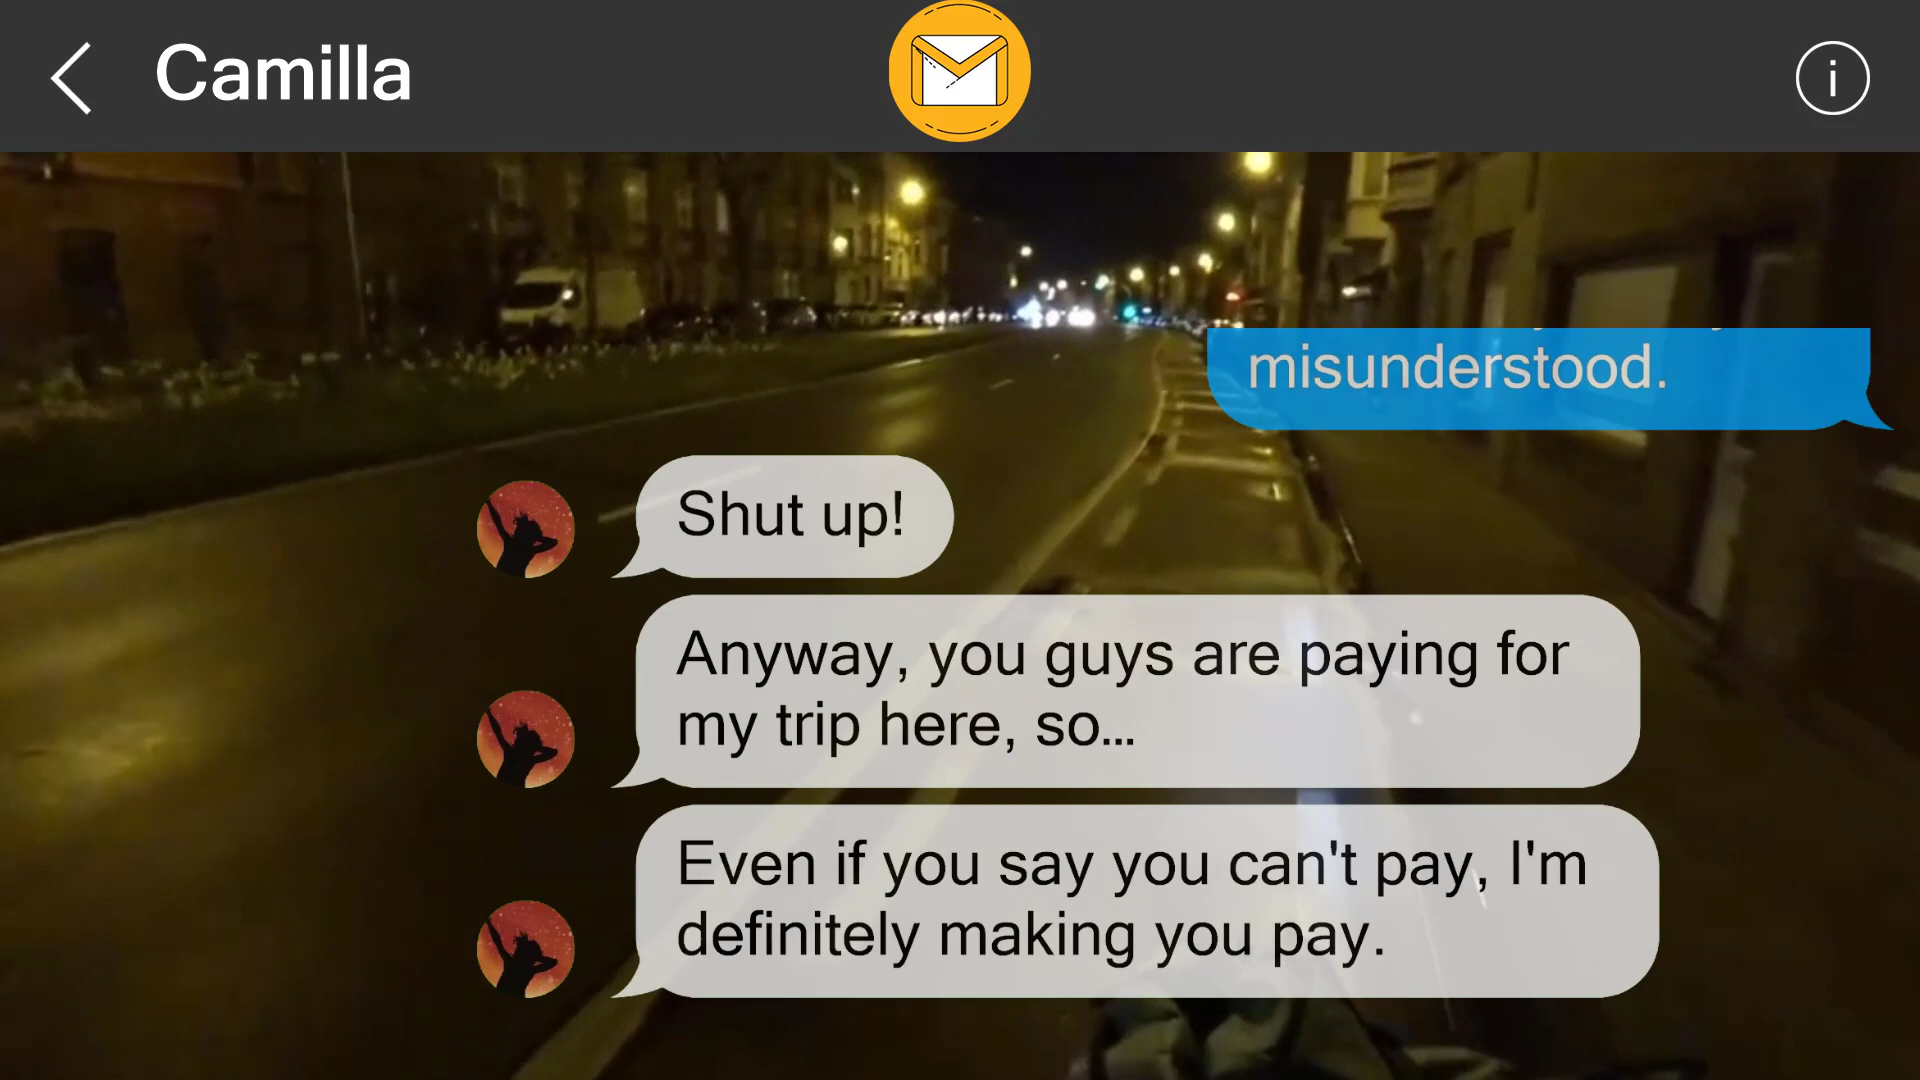 Camilla
i
misunderstood.
Shut up!
Anyway, you guys are paying for
my trip here, so...
Even if you say you can't pay, I'm
definitely making you pay.